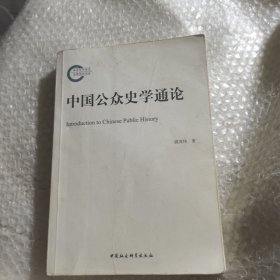 中国公众史学通论
Introduction to Chinese Public History
著
中国社会科学出版社